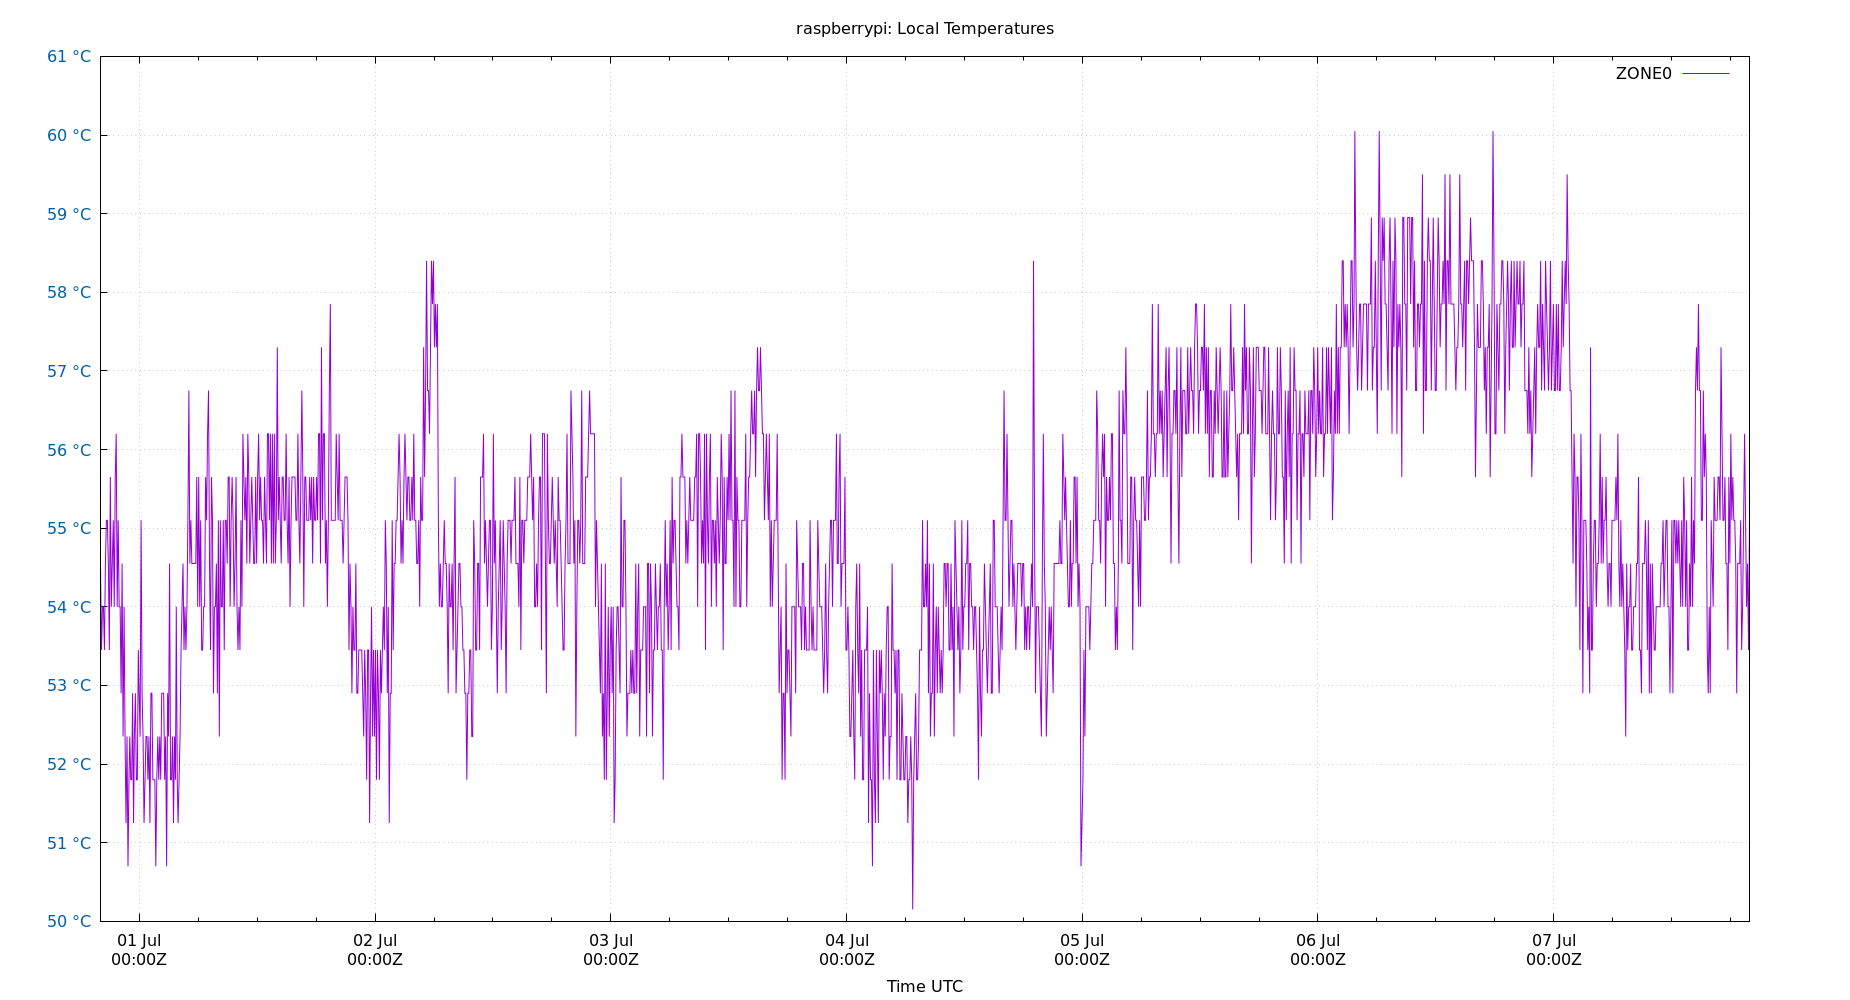 raspberrypi: Local Temperatures
61 °C
ZONE0
60 °C
59 °C
58 °C
57 °C
56 °C
55 °C
54 °C
53 °C
52 °C
51 °C
50 °C
01 Jul 02 Jul 03 Jul 04 Jul 05 Jul 06 Jul 07 Jul
00:00Z 00:00Z 00:00Z 00:00Z 00:00Z 00:00Z 00:00Z
Time UTC